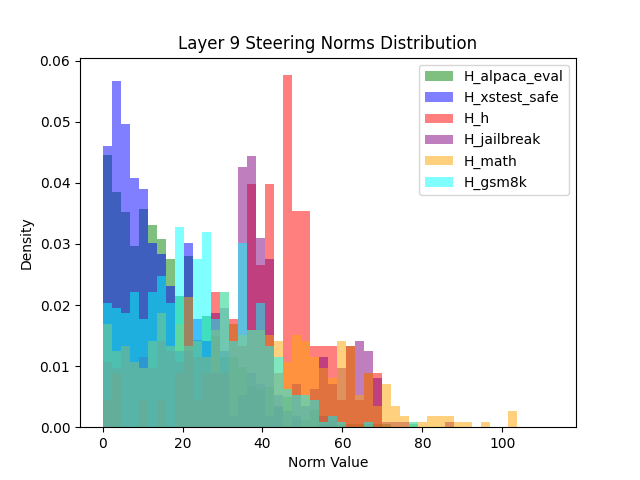 Layer 9 Steering Norms Distribution
0.06
0.05
0.04
0.03
0.02
0.01
0.00
Density
H_alpaca_eval
H_xstest_safe
H_h
H_jailbreak
H_math
H_gsm8k
0 20 40 60 80 100
Norm Value